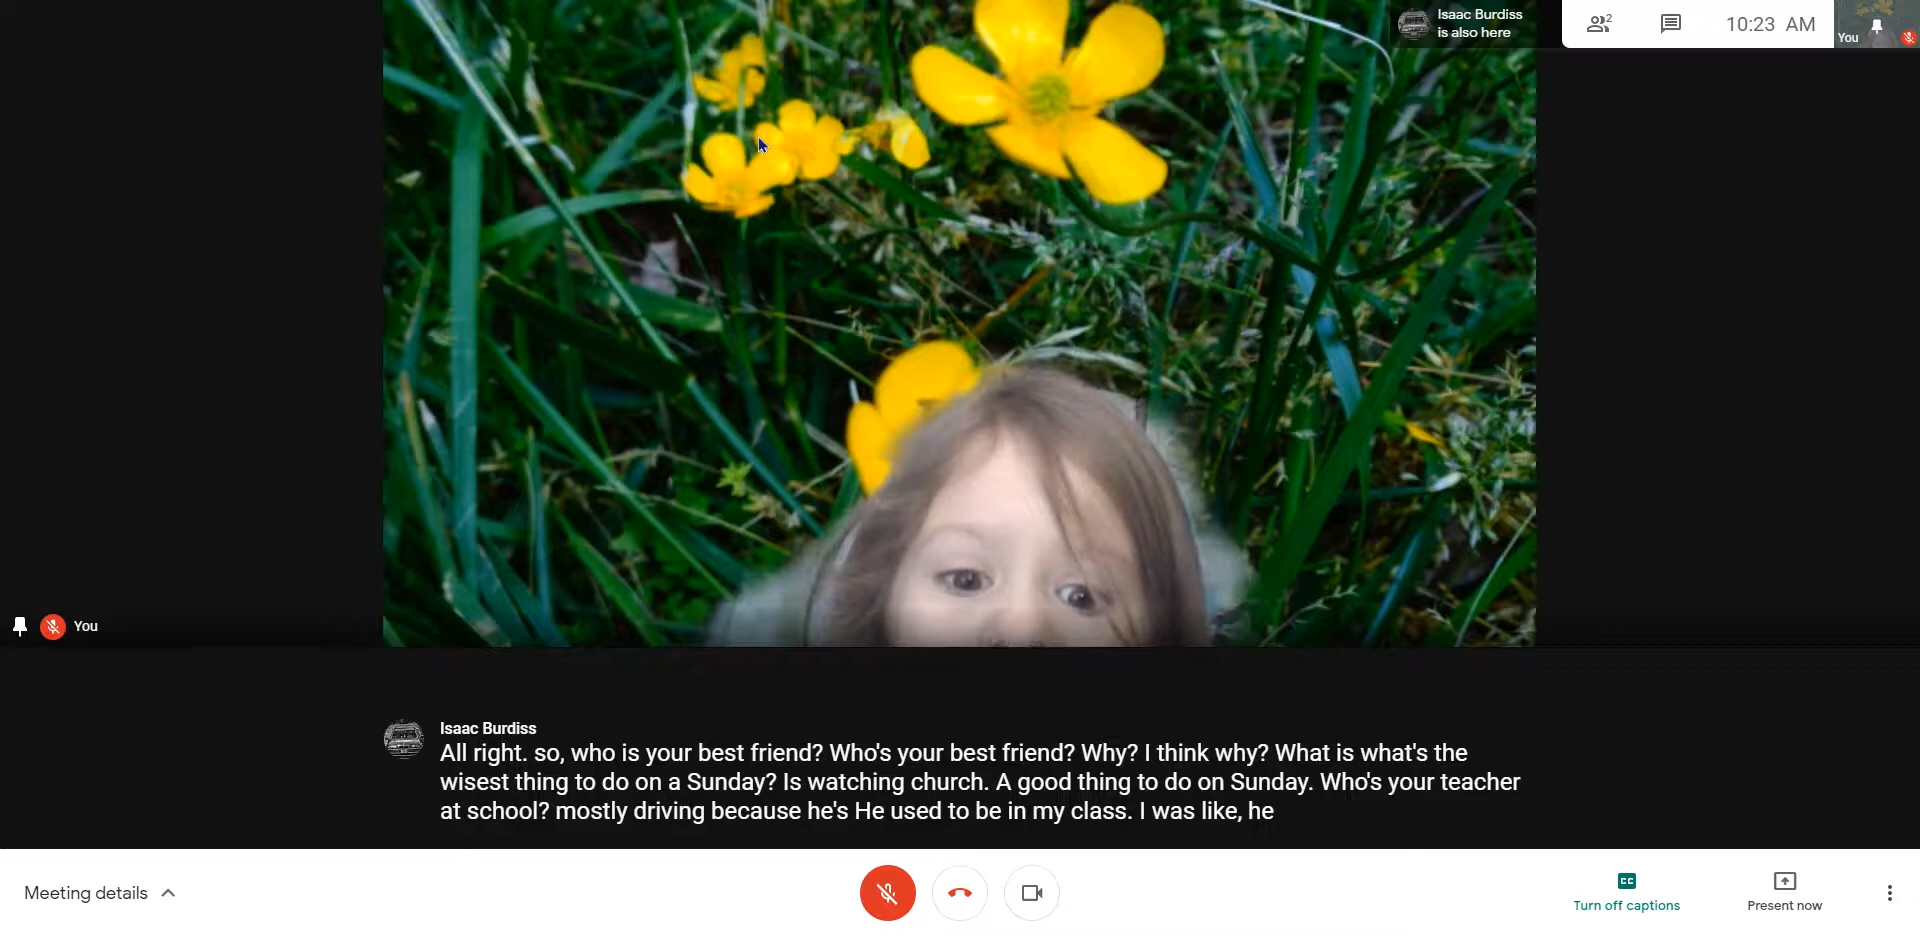 Isaac Burdiss
is also here
2
10:23 AM
You
You
Isaac Burdiss
All right. so, who is your best friend? Who's your best friend? Why? I think why? What is what's the
wisest thing to do on a Sunday? Is watching church. A good thing to do on Sunday. Who's your teacher
at school? mostly driving because he's He used to be in my class. I was like, he
Meeting details
CC
Turn off captions
Present now